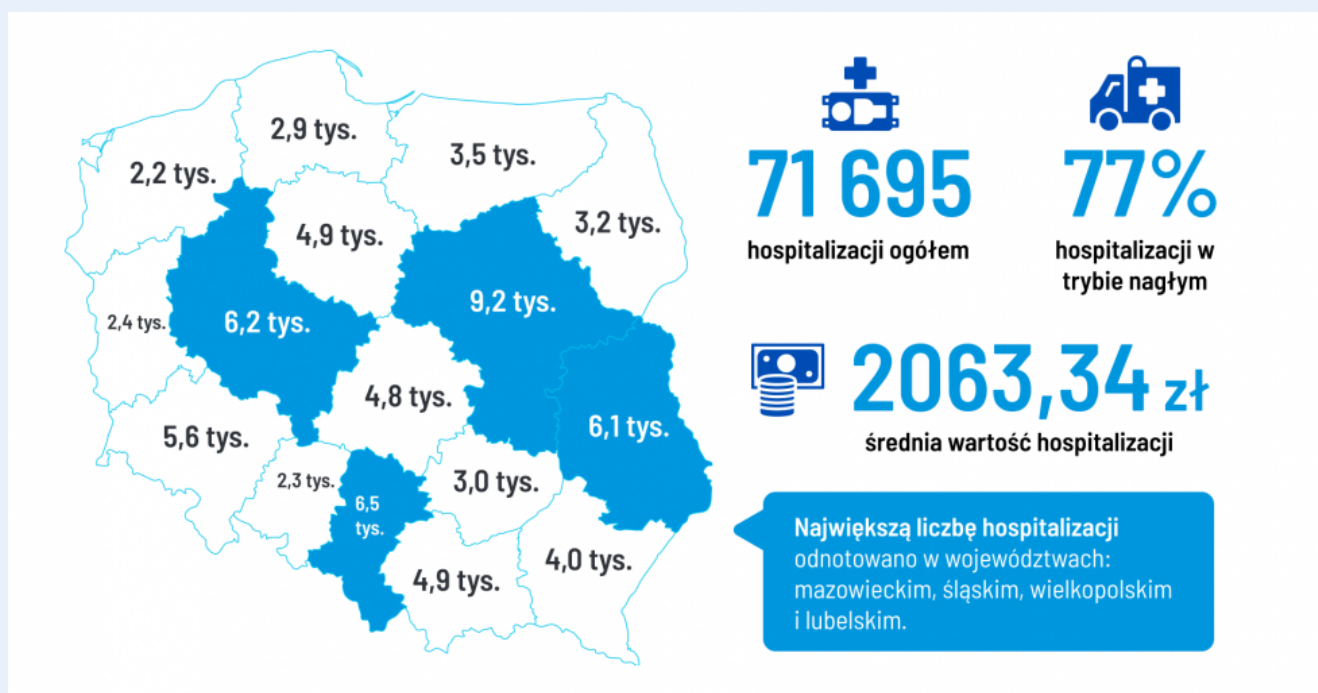 2,9 tys.
3,5 tys.
2,2 tys.
3,2 tys.
4,9 tys.
9,2 tys.
2,4 tys.
6,2 tys.
4,8 tys.
6,1 tys.
5,6 tys.
2,3 tys.
3,0 tys.
6,5
tys.
4,0 tys.
4,9 tys.
71 695
hospitalizacji ogółem
77%
hospitalizacji w
trybie nagłym
2063,34 zł
średnia wartość hospitalizacji
Największą liczbę hospitalizacji
odnotowano w województwach:
mazowieckim, śląskim, wielkopolskim
i lubelskim.